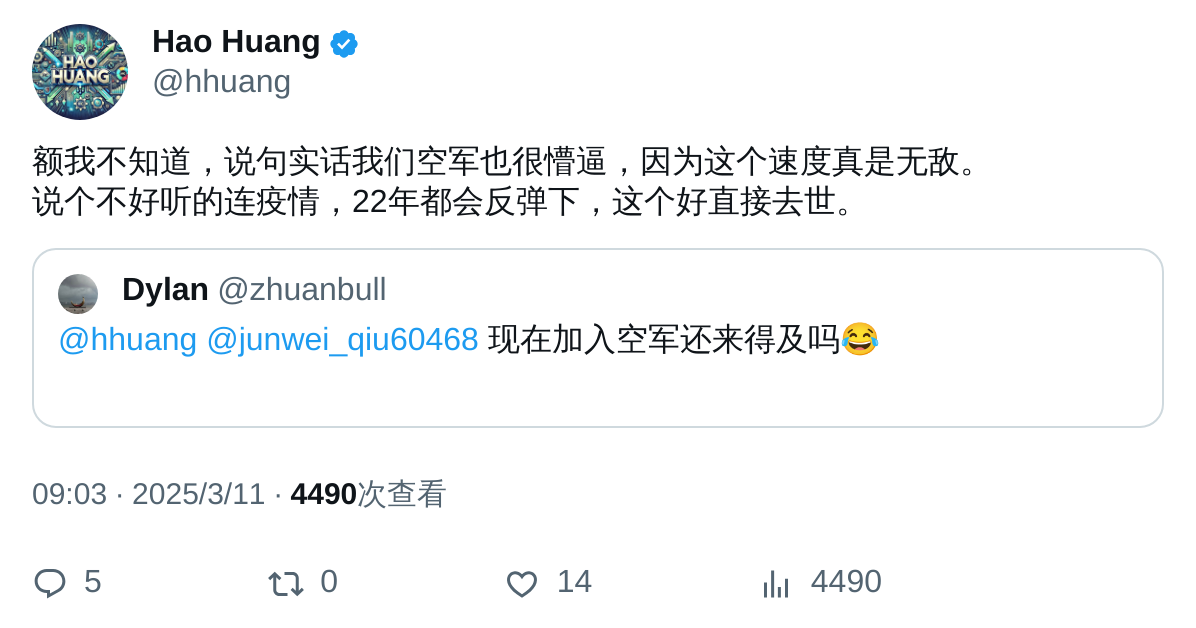 HAO
HUANG
Hao Huang
@hhuang
额我不知道，说句实话我们空军也很懵逼，因为这个速度真是无敌。
说个不好听的连疫情，22年都会反弹下，这个好直接去世。
Dylan @zhuanbull
@hhuang @junwei_qiu60468 现在加入空军还来得及吗😂
09:03 · 2025/3/11 · 4490次查看
5 0 14 4490